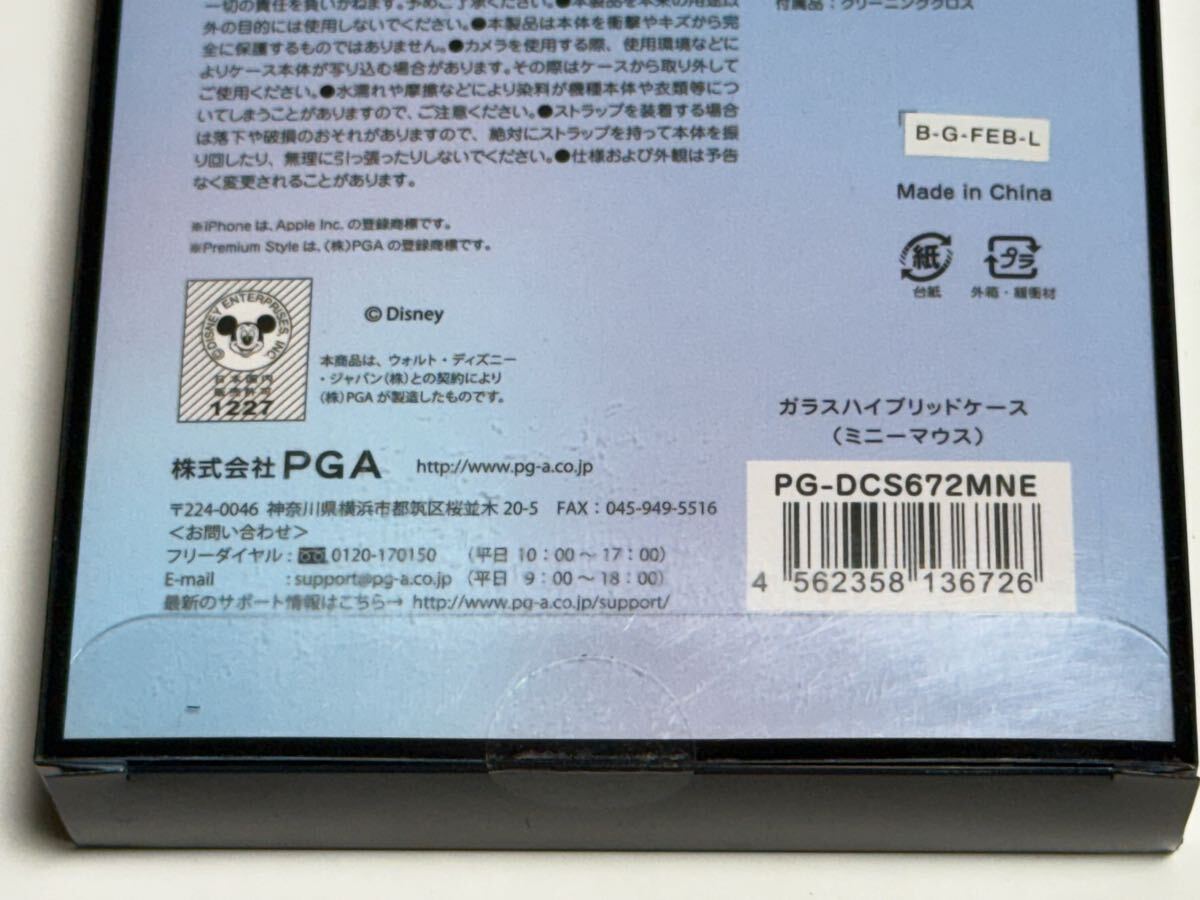 一切の責任を負いかねます。予めご了承ください。●本製品を本来の用途以
外の目的には使用しないでください。●本製品は本体を衝撃やキズから完
全に保護するものではありません。●カメラを使用する際、使用環境などに
よりケース本体が写り込む場合があります。その際はケースから取り外して
ご使用ください。●水濡れや摩擦などにより染料が機種本体や衣類等につ
いてしまうことがありますので、ご注意ください。●ストラップを装着する場合
は落下や破損のおそれがありますので、絶対にストラップを持って本体を振
り回したり、無理に引っ張ったりしないでください。●仕様および外観は予告
なく変更されることがあります。
※iPhone は、Apple Inc. の登録商標です。
※Premium Style は、(株)PGA の登録商標です。
付属品：クリーニングクロス
B-G-FEB-L
Made in China
紙
台紙
プラ
外箱・緩衝材
©DISNEY ENTERPRISES, INC
日本国内
販売許可
1227
©Disney
本商品は、ウォルト・ディズニー
・ジャパン(株)との契約により
(株)PGAが製造したものです。
株式会社 PGA http://www.pg-a.co.jp
〒224-0046 神奈川県横浜市都筑区桜並木 20-5 FAX：045-949-5516
＜お問い合わせ＞
フリーダイヤル : 0120-170150 （平日 10：00～17：00）
E-mail : support@pg-a.co.jp （平日 9：00～18：00）
最新のサポート情報はこちら→ http://www.pg-a.co.jp/support/
ガラスハイブリッドケース
（ミニーマウス）
PG-DCS672MNE
4 562358 136726